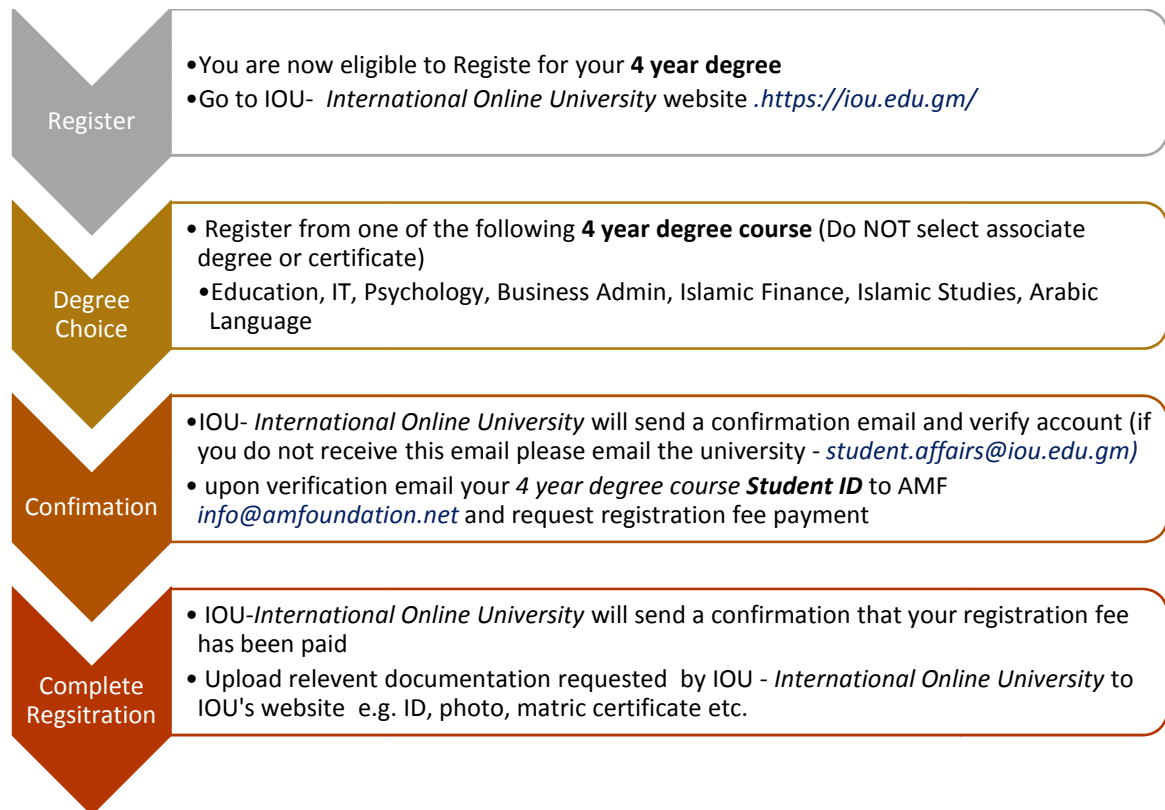 Register
•You are now eligible to Registe for your 4 year degree
•Go to IOU- International Online University website .https://iou.edu.gm/
Degree
Choice
• Register from one of the following 4 year degree course (Do NOT select associate
degree or certificate)
•Education, IT, Psychology, Business Admin, Islamic Finance, Islamic Studies, Arabic
Language
Confimation
•IOU- International Online University will send a confirmation email and verify account (if
you do not receive this email please email the university - student.affairs@iou.edu.gm)
• upon verification email your 4 year degree course Student ID to AMF
info@amfoundation.net and request registration fee payment
Complete
Regsitration
• IOU-International Online University will send a confirmation that your registration fee
has been paid
• Upload relevent documentation requested by IOU - International Online University to
IOU's website e.g. ID, photo, matric certificate etc.